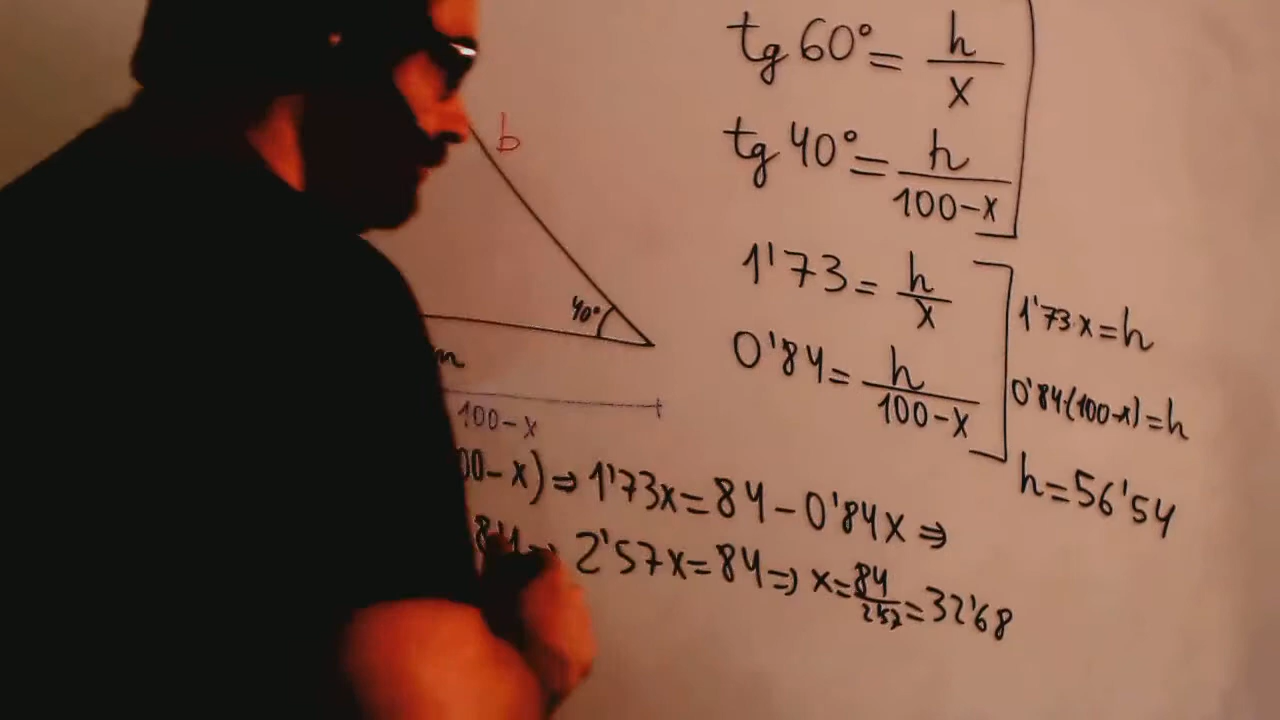 tg 60° = h/x
tg 40° = h/(100-x)
b
1'73 = h/x
1'73·x = h
40°
0'84 = h/(100-x)
0'84·(100-x) = h
m
100-x
h = 56'54
00-x) ⇒ 1'73x = 84 - 0'84x ⇒
84 ⇒ 2'57x = 84 ⇒ x = 84/2'57 = 32'68